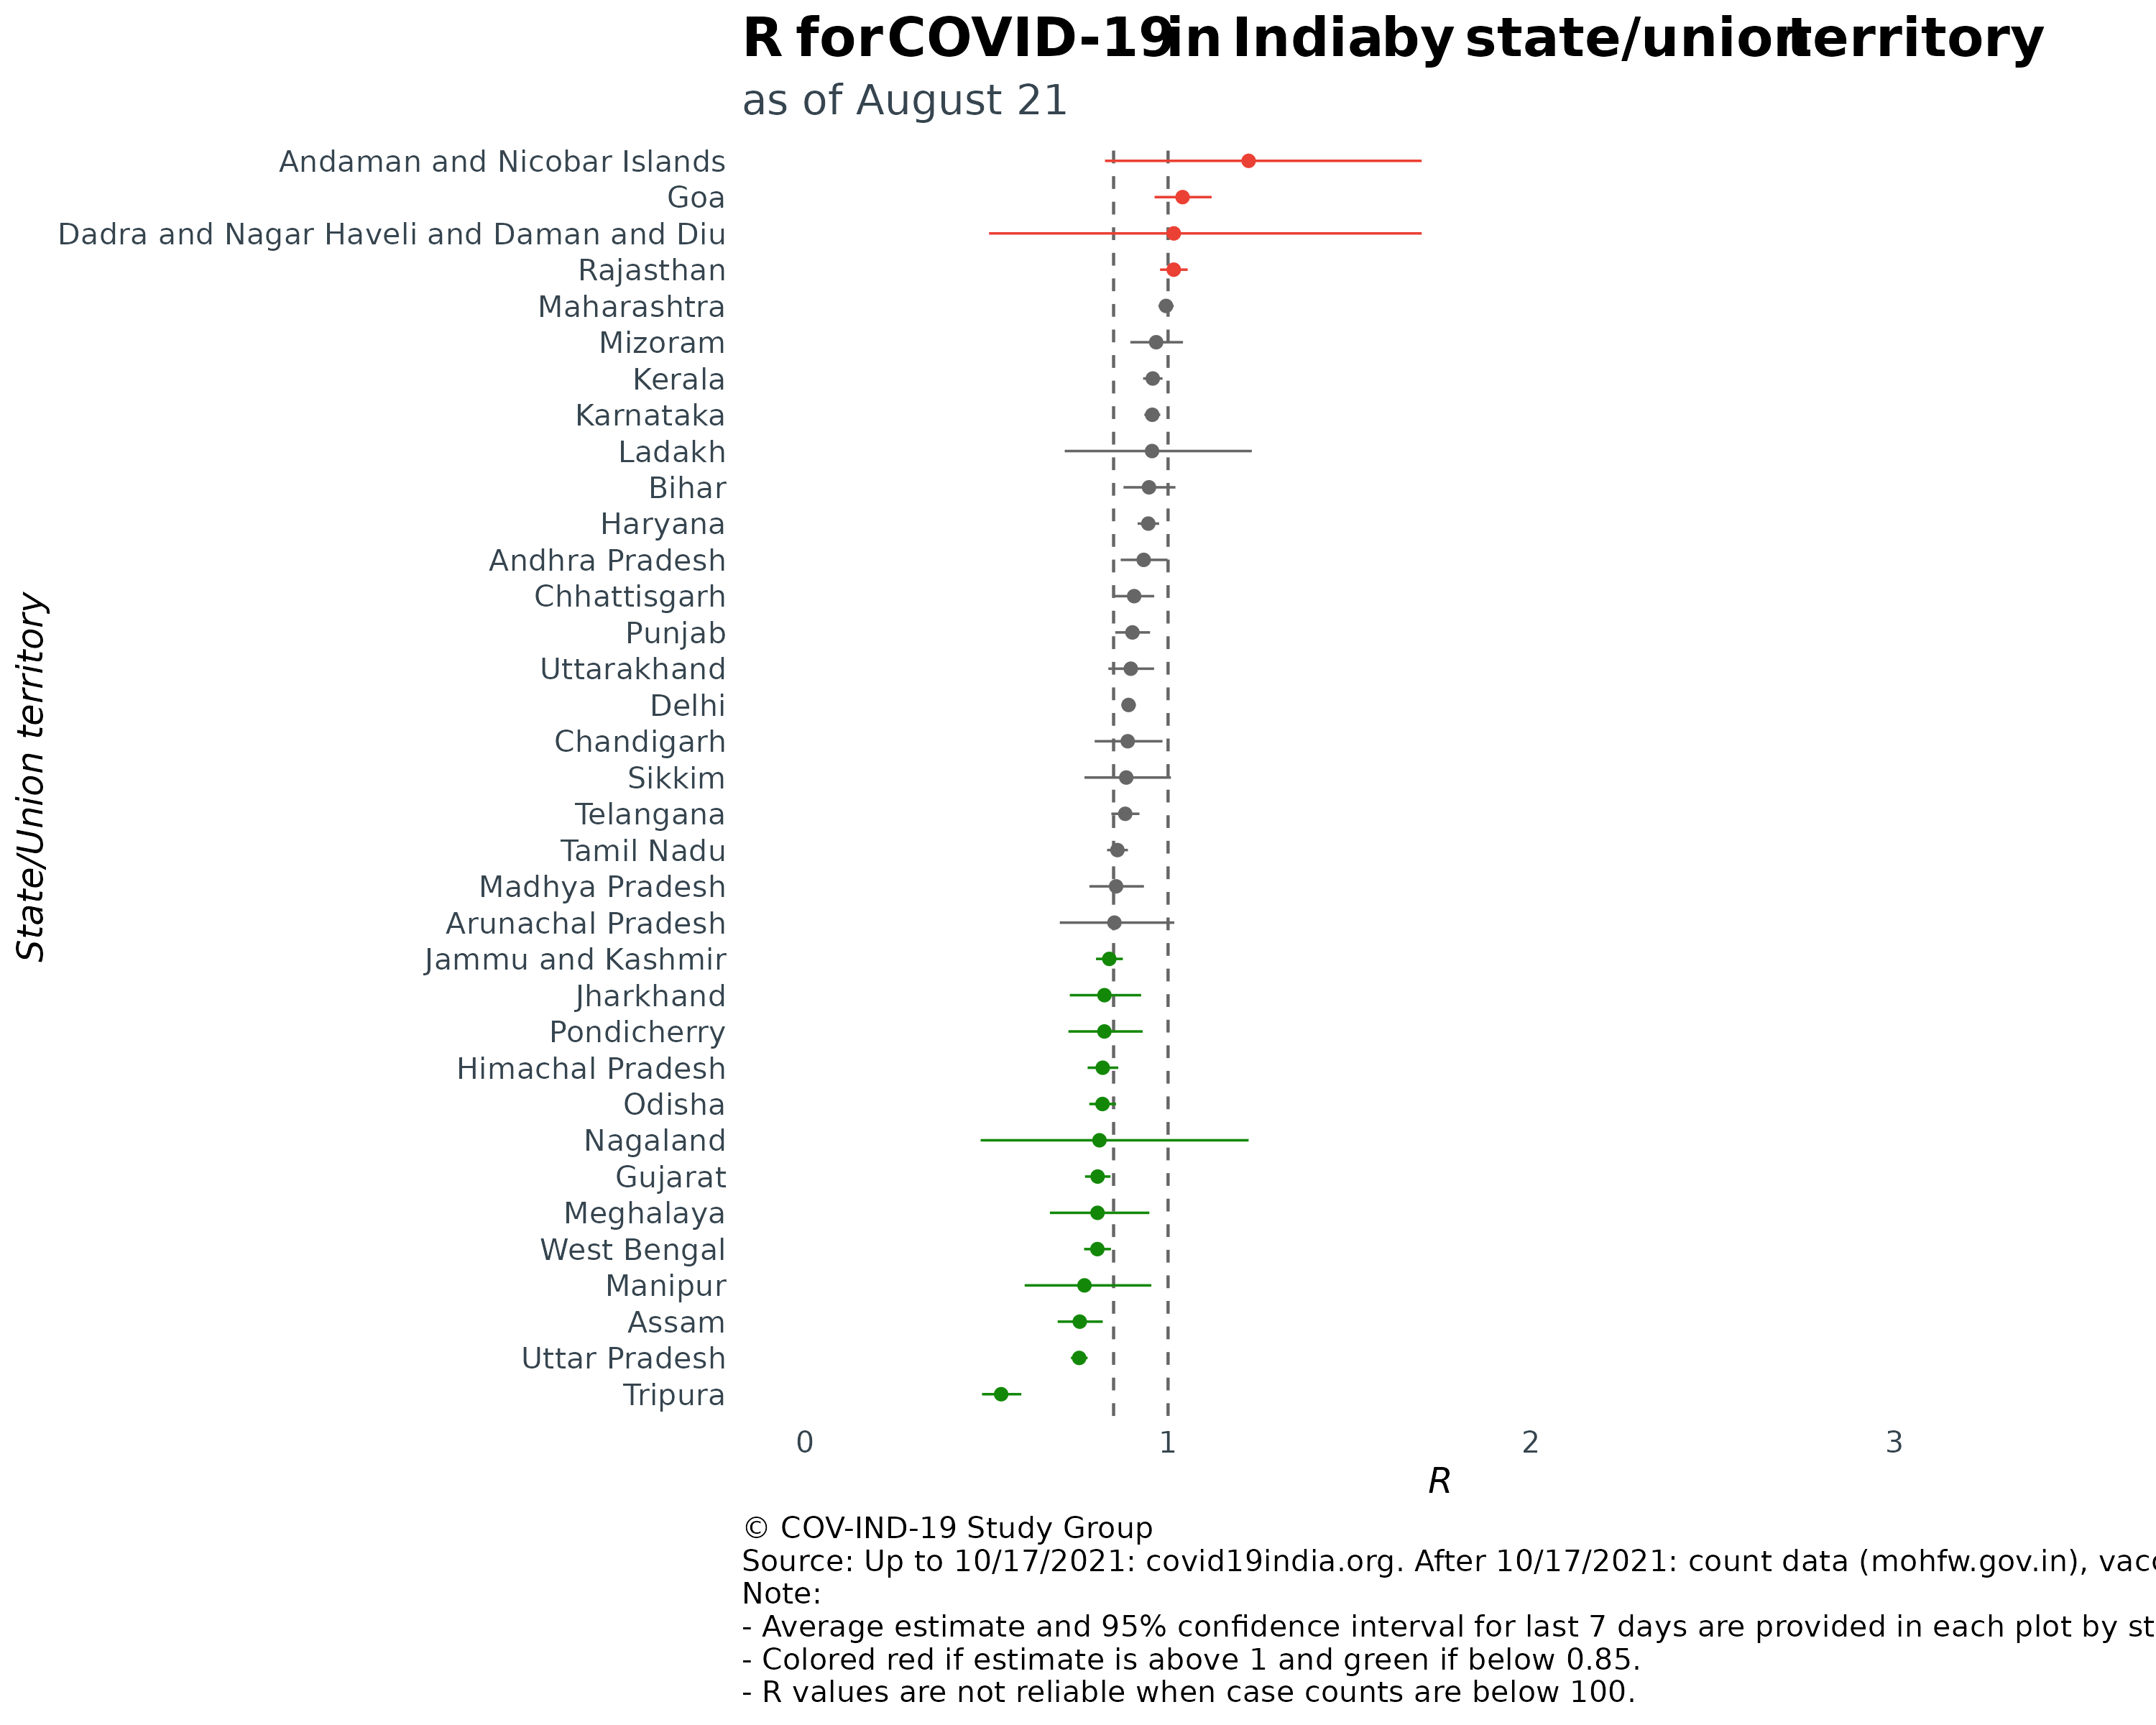 R for COVID-19 in India by state/union territory
as of August 21
Andaman and Nicobar Islands
Goa
Dadra and Nagar Haveli and Daman and Diu
Rajasthan
Maharashtra
Mizoram
Kerala
Karnataka
Ladakh
Bihar
Haryana
Andhra Pradesh
Chhattisgarh
Punjab
Uttarakhand
Delhi
Chandigarh
Sikkim
Telangana
Tamil Nadu
Madhya Pradesh
Arunachal Pradesh
Jammu and Kashmir
Jharkhand
Pondicherry
Himachal Pradesh
Odisha
Nagaland
Gujarat
Meghalaya
West Bengal
Manipur
Assam
Uttar Pradesh
Tripura
State/Union territory
0 1 2 3
R
© COV-IND-19 Study Group
Source: Up to 10/17/2021: covid19india.org. After 10/17/2021: count data (mohfw.gov.in),
Note:
- Average estimate and 95% confidence interval for last 7 days are provided in each plot by
- Colored red if estimate is above 1 and green if below 0.85.
- R values are not reliable when case counts are below 100.